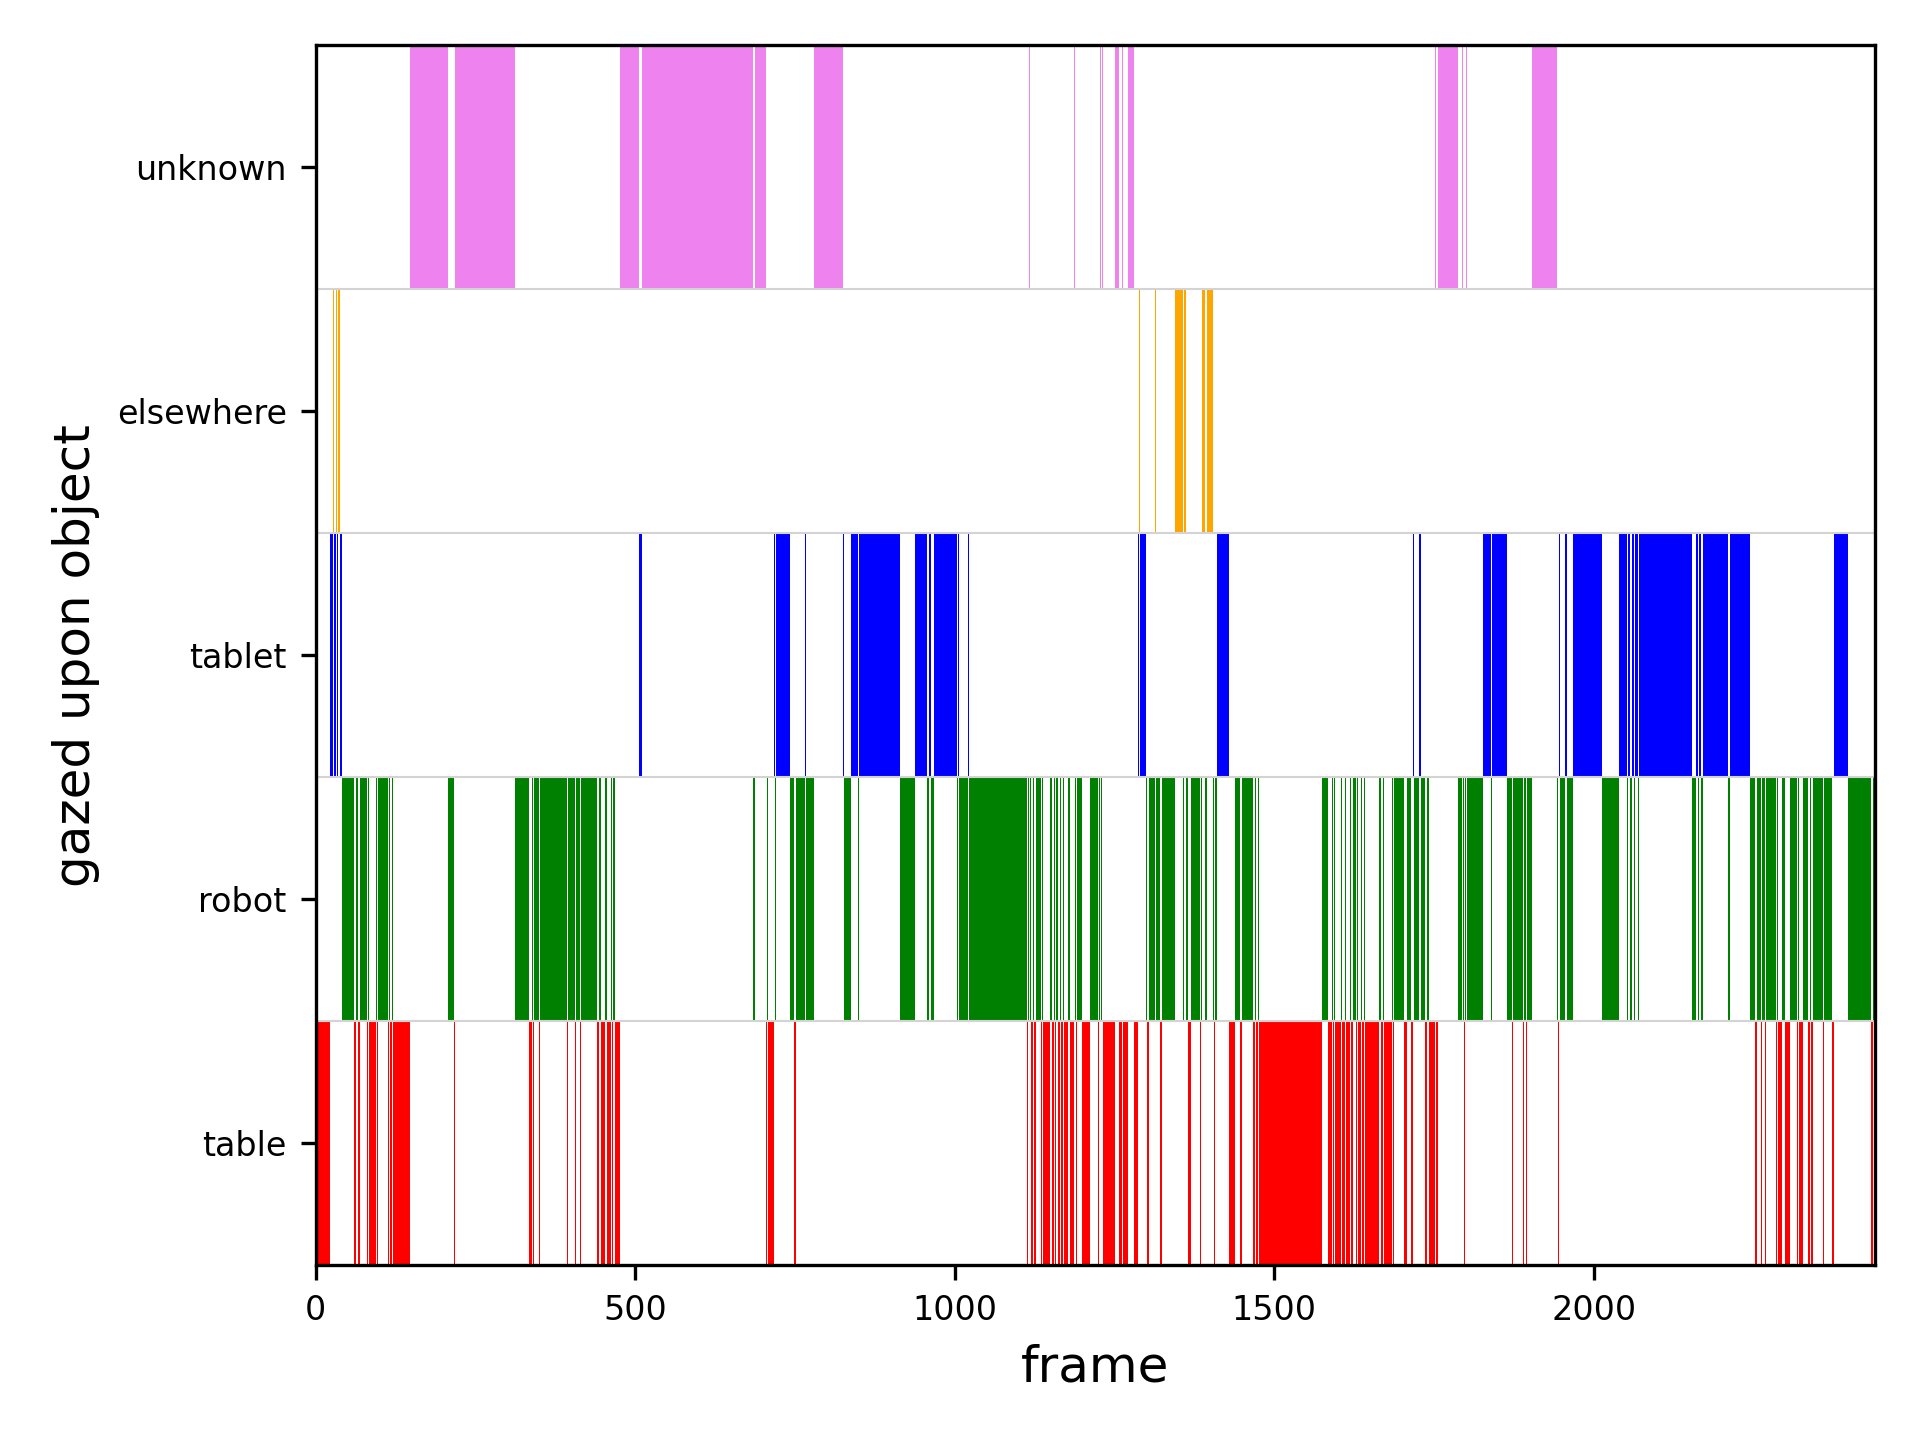 gazed upon object
unknown
elsewhere
tablet
robot
table
0 500 1000 1500 2000
frame